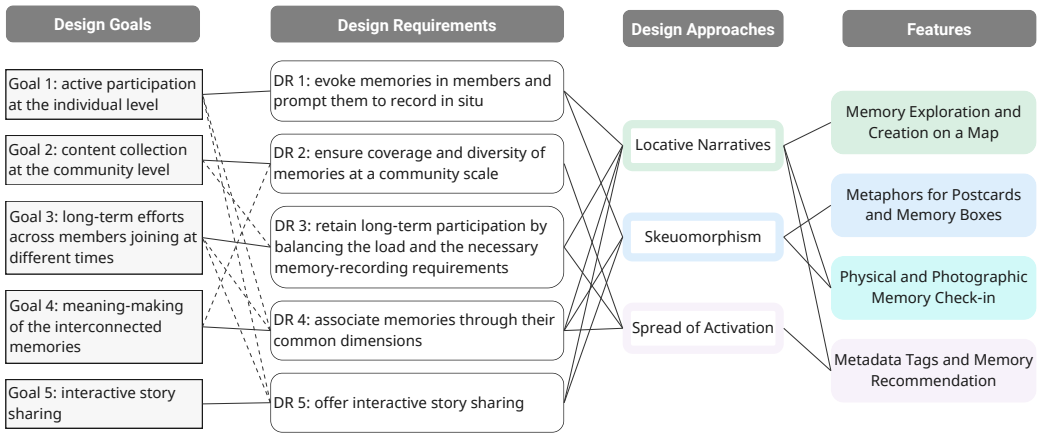 Design Goals
Design Requirements
Design Approaches
Features
Goal 1: active participation
at the individual level
Goal 2: content collection
at the community level
Goal 3: long-term efforts
across members joining at
different times
Goal 4: meaning-making
of the interconnected
memories
Goal 5: interactive story
sharing
DR 1: evoke memories in members and
prompt them to record in situ
DR 2: ensure coverage and diversity of
memories at a community scale
DR 3: retain long-term participation by
balancing the load and the necessary
memory-recording requirements
DR 4: associate memories through their
common dimensions
DR 5: offer interactive story sharing
Locative Narratives
Skeuomorphism
Spread of Activation
Memory Exploration and
Creation on a Map
Metaphors for Postcards
and Memory Boxes
Physical and Photographic
Memory Check-in
Metadata Tags and Memory
Recommendation